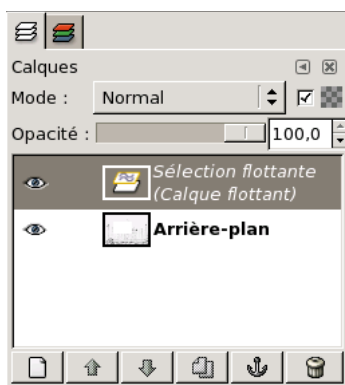 Calques
Mode : Normal
Opacité : 100,0
Sélection flottante
(Calque flottant)
Arrière-plan